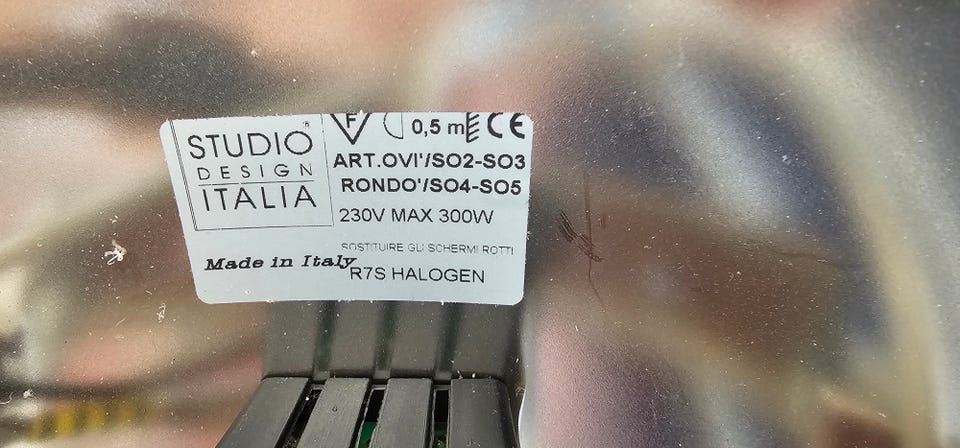 STUDIO®
DESIGN
ITALIA
F 0,5 m CE
ART.OVI'/SO2-SO3
RONDO'/SO4-SO5
230V MAX 300W
SOSTITUIRE GLI SCHERMI ROTTI
Made in Italy
R7S HALOGEN